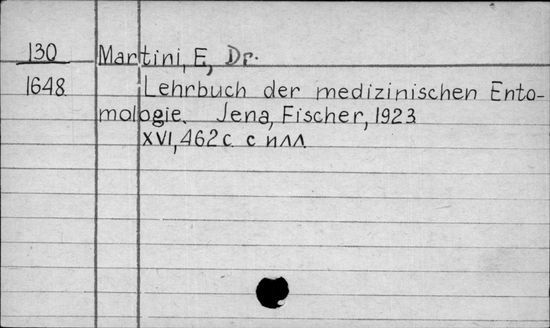 130 Martini, E, Dr.
1648 Lehrbuch der medizinischen Ento-
mologie. Jena, Fischer, 1923
XVI, 462 с. с илл.